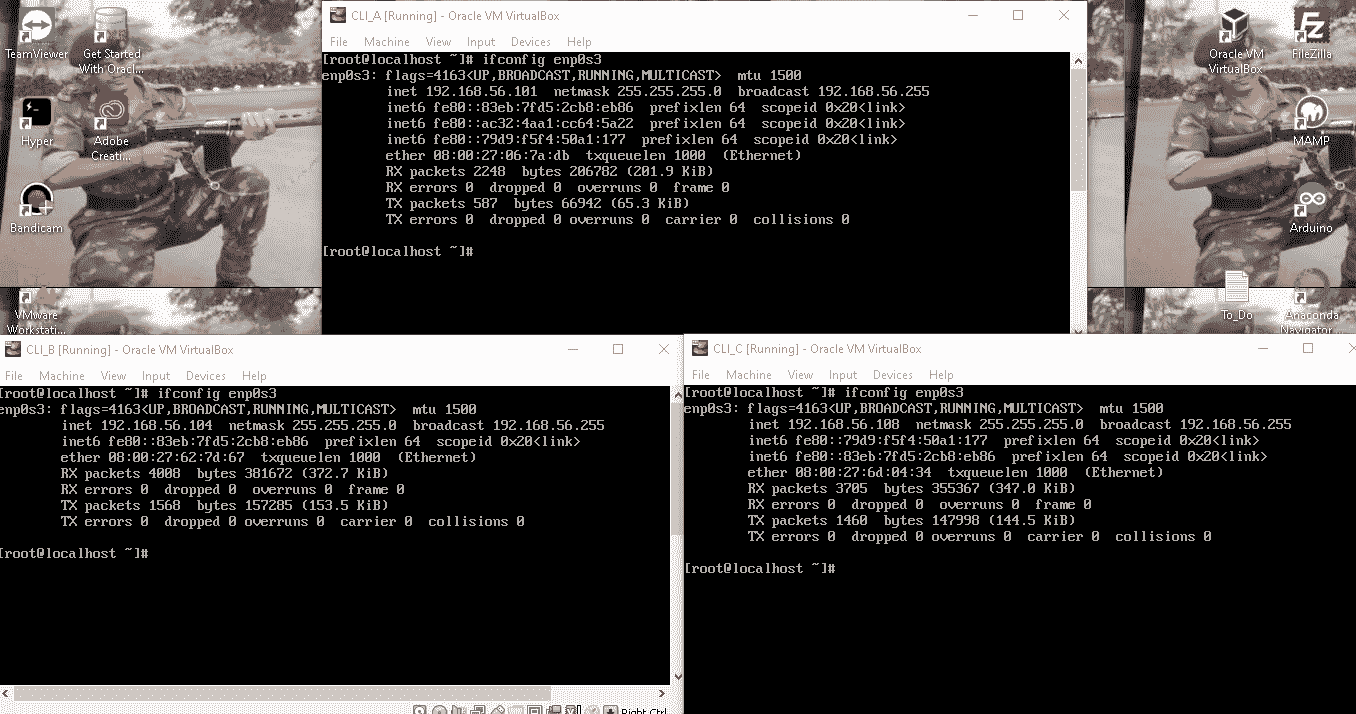 TeamViewer
Get Started
With Oracl...
Hyper
Adobe
Creati...
Bandicam
VMware
Workstati...
CLI_A [Running] - Oracle VM VirtualBox
File Machine View Input Devices Help
[root@localhost ~]# ifconfig enp0s3
enp0s3: flags=4163<UP,BROADCAST,RUNNING,MULTICAST>  mtu 1500
inet 192.168.56.101  netmask 255.255.255.0  broadcast 192.168.56.255
inet6 fe80::83eb:7fd5:2cb8:eb86  prefixlen 64  scopeid 0x20<link>
inet6 fe80::ac32:4aa1:cc64:5a22  prefixlen 64  scopeid 0x20<link>
inet6 fe80::79d9:f5f4:50a1:177  prefixlen 64  scopeid 0x20<link>
ether 08:00:27:06:7a:db  txqueuelen 1000  (Ethernet)
RX packets 2248  bytes 206782 (201.9 KiB)
RX errors 0  dropped 0  overruns 0  frame 0
TX packets 587  bytes 66942 (65.3 KiB)
TX errors 0  dropped 0 overruns 0  carrier 0  collisions 0
[root@localhost ~]#
Oracle VM
VirtualBox
FileZilla
MAMP
Arduino
To_Do
Anaconda
Navigator...
CLI_B [Running] - Oracle VM VirtualBox
File Machine View Input Devices Help
[root@localhost ~]# ifconfig enp0s3
enp0s3: flags=4163<UP,BROADCAST,RUNNING,MULTICAST>  mtu 1500
inet 192.168.56.104  netmask 255.255.255.0  broadcast 192.168.56.255
inet6 fe80::83eb:7fd5:2cb8:eb86  prefixlen 64  scopeid 0x20<link>
ether 08:00:27:62:7d:67  txqueuelen 1000  (Ethernet)
RX packets 4008  bytes 381672 (372.7 KiB)
RX errors 0  dropped 0  overruns 0  frame 0
TX packets 1568  bytes 157285 (153.5 KiB)
TX errors 0  dropped 0 overruns 0  carrier 0  collisions 0
[root@localhost ~]#
Right Ctrl
CLI_C [Running] - Oracle VM VirtualBox
File Machine View Input Devices Help
[root@localhost ~]# ifconfig enp0s3
enp0s3: flags=4163<UP,BROADCAST,RUNNING,MULTICAST>  mtu 1500
inet 192.168.56.108  netmask 255.255.255.0  broadcast 192.168.56.255
inet6 fe80::79d9:f5f4:50a1:177  prefixlen 64  scopeid 0x20<link>
inet6 fe80::83eb:7fd5:2cb8:eb86  prefixlen 64  scopeid 0x20<link>
ether 08:00:27:6d:04:34  txqueuelen 1000  (Ethernet)
RX packets 3705  bytes 355367 (347.0 KiB)
RX errors 0  dropped 0  overruns 0  frame 0
TX packets 1460  bytes 147998 (144.5 KiB)
TX errors 0  dropped 0 overruns 0  carrier 0  collisions 0
[root@localhost ~]#